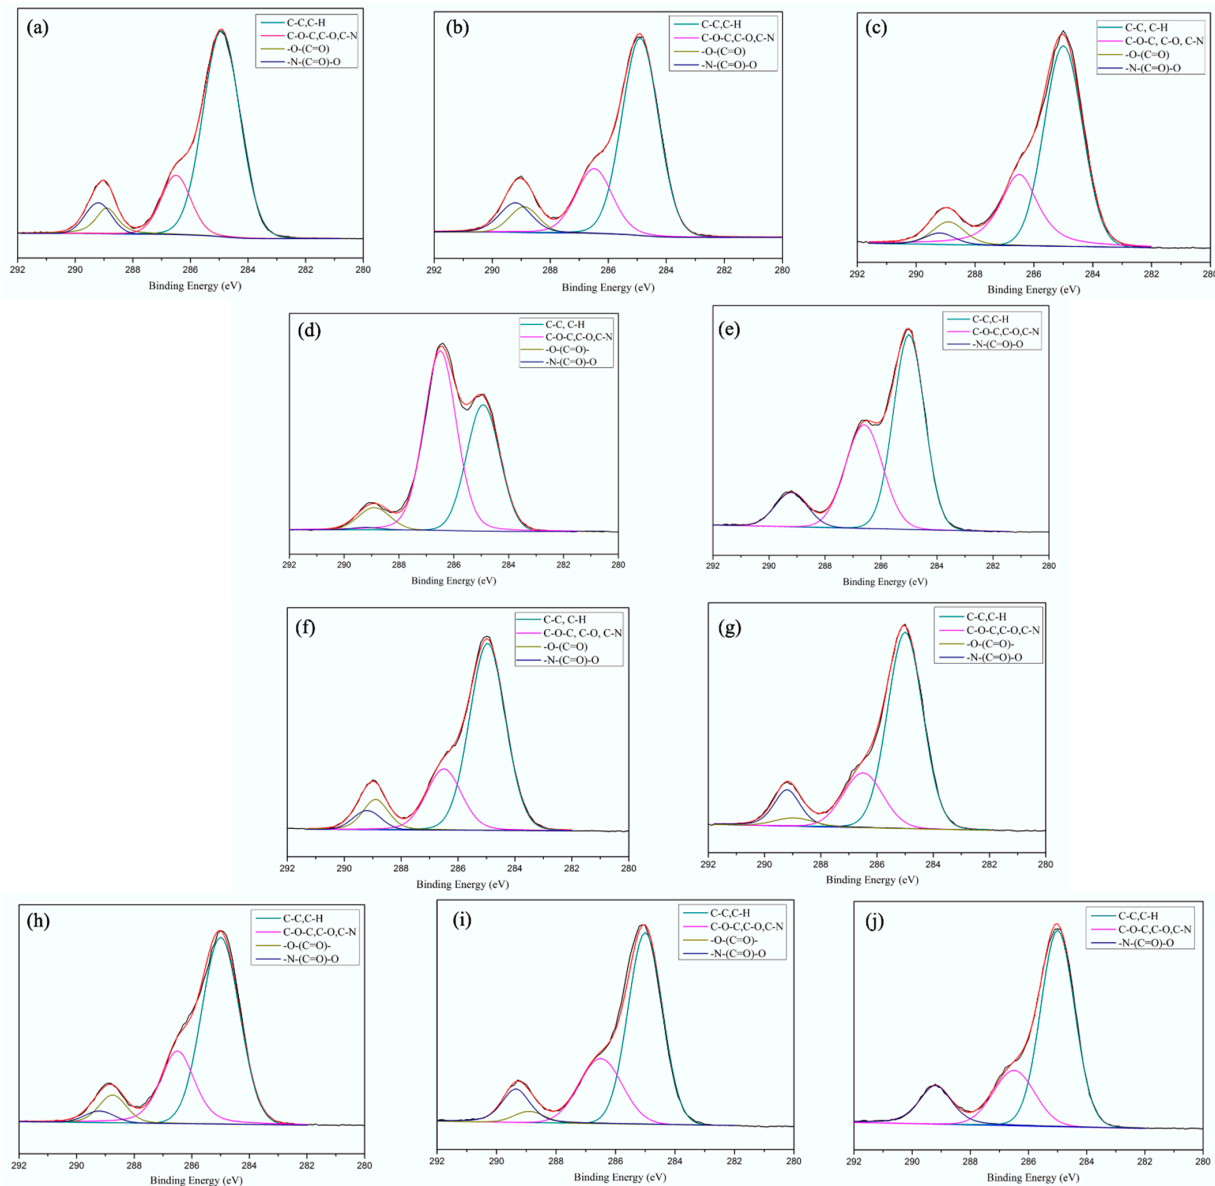 (a)
C-C,C-H
C-O-C,C-O,C-N
-O-(C=O)
-N-(C=O)-O
292 290 288 286 284 282 280
Binding Energy (eV)
(b)
C-C,C-H
C-O-C,C-O,C-N
-O-(C=O)
-N-(C=O)-O
292 290 288 286 284 282 280
Binding Energy (eV)
(c)
C-C, C-H
C-O-C, C-O, C-N
-O-(C=O)
-N-(C=O)-O
290 288 286 284 282 280
Binding Energy (eV)
(d)
C-C, C-H
C-O-C,C-O,C-N
-O-(C=O)-
-N-(C=O)-O
292 290 288 286 284 282 280
Binding Energy (eV)
(e)
C-C,C-H
C-O-C,C-O,C-N
-N-(C=O)-O
292 290 288 286 284 282 280
Binding Energy (eV)
(f)
C-C, C-H
C-O-C, C-O, C-N
-O-(C=O)
-N-(C=O)-O
292 290 288 286 284 282 280
Binding Energy (eV)
(g)
C-C,C-H
C-O-C,C-O,C-N
-O-(C=O)-
-N-(C=O)-O
292 290 288 286 284 282 280
Binding Energy (eV)
(h)
C-C,C-H
C-O-C,C-O,C-N
-O-(C=O)-
-N-(C=O)-O
292 290 288 286 284 282 280
Binding Energy (eV)
(i)
C-C,C-H
C-O-C,C-O,C-N
-O-(C=O)-
-N-(C=O)-O
292 290 288 286 284 282 280
Binding Energy (eV)
(j)
C-C,C-H
C-O-C,C-O,C-N
-N-(C=O)-O
292 290 288 286 284 282 280
Binding Energy (eV)